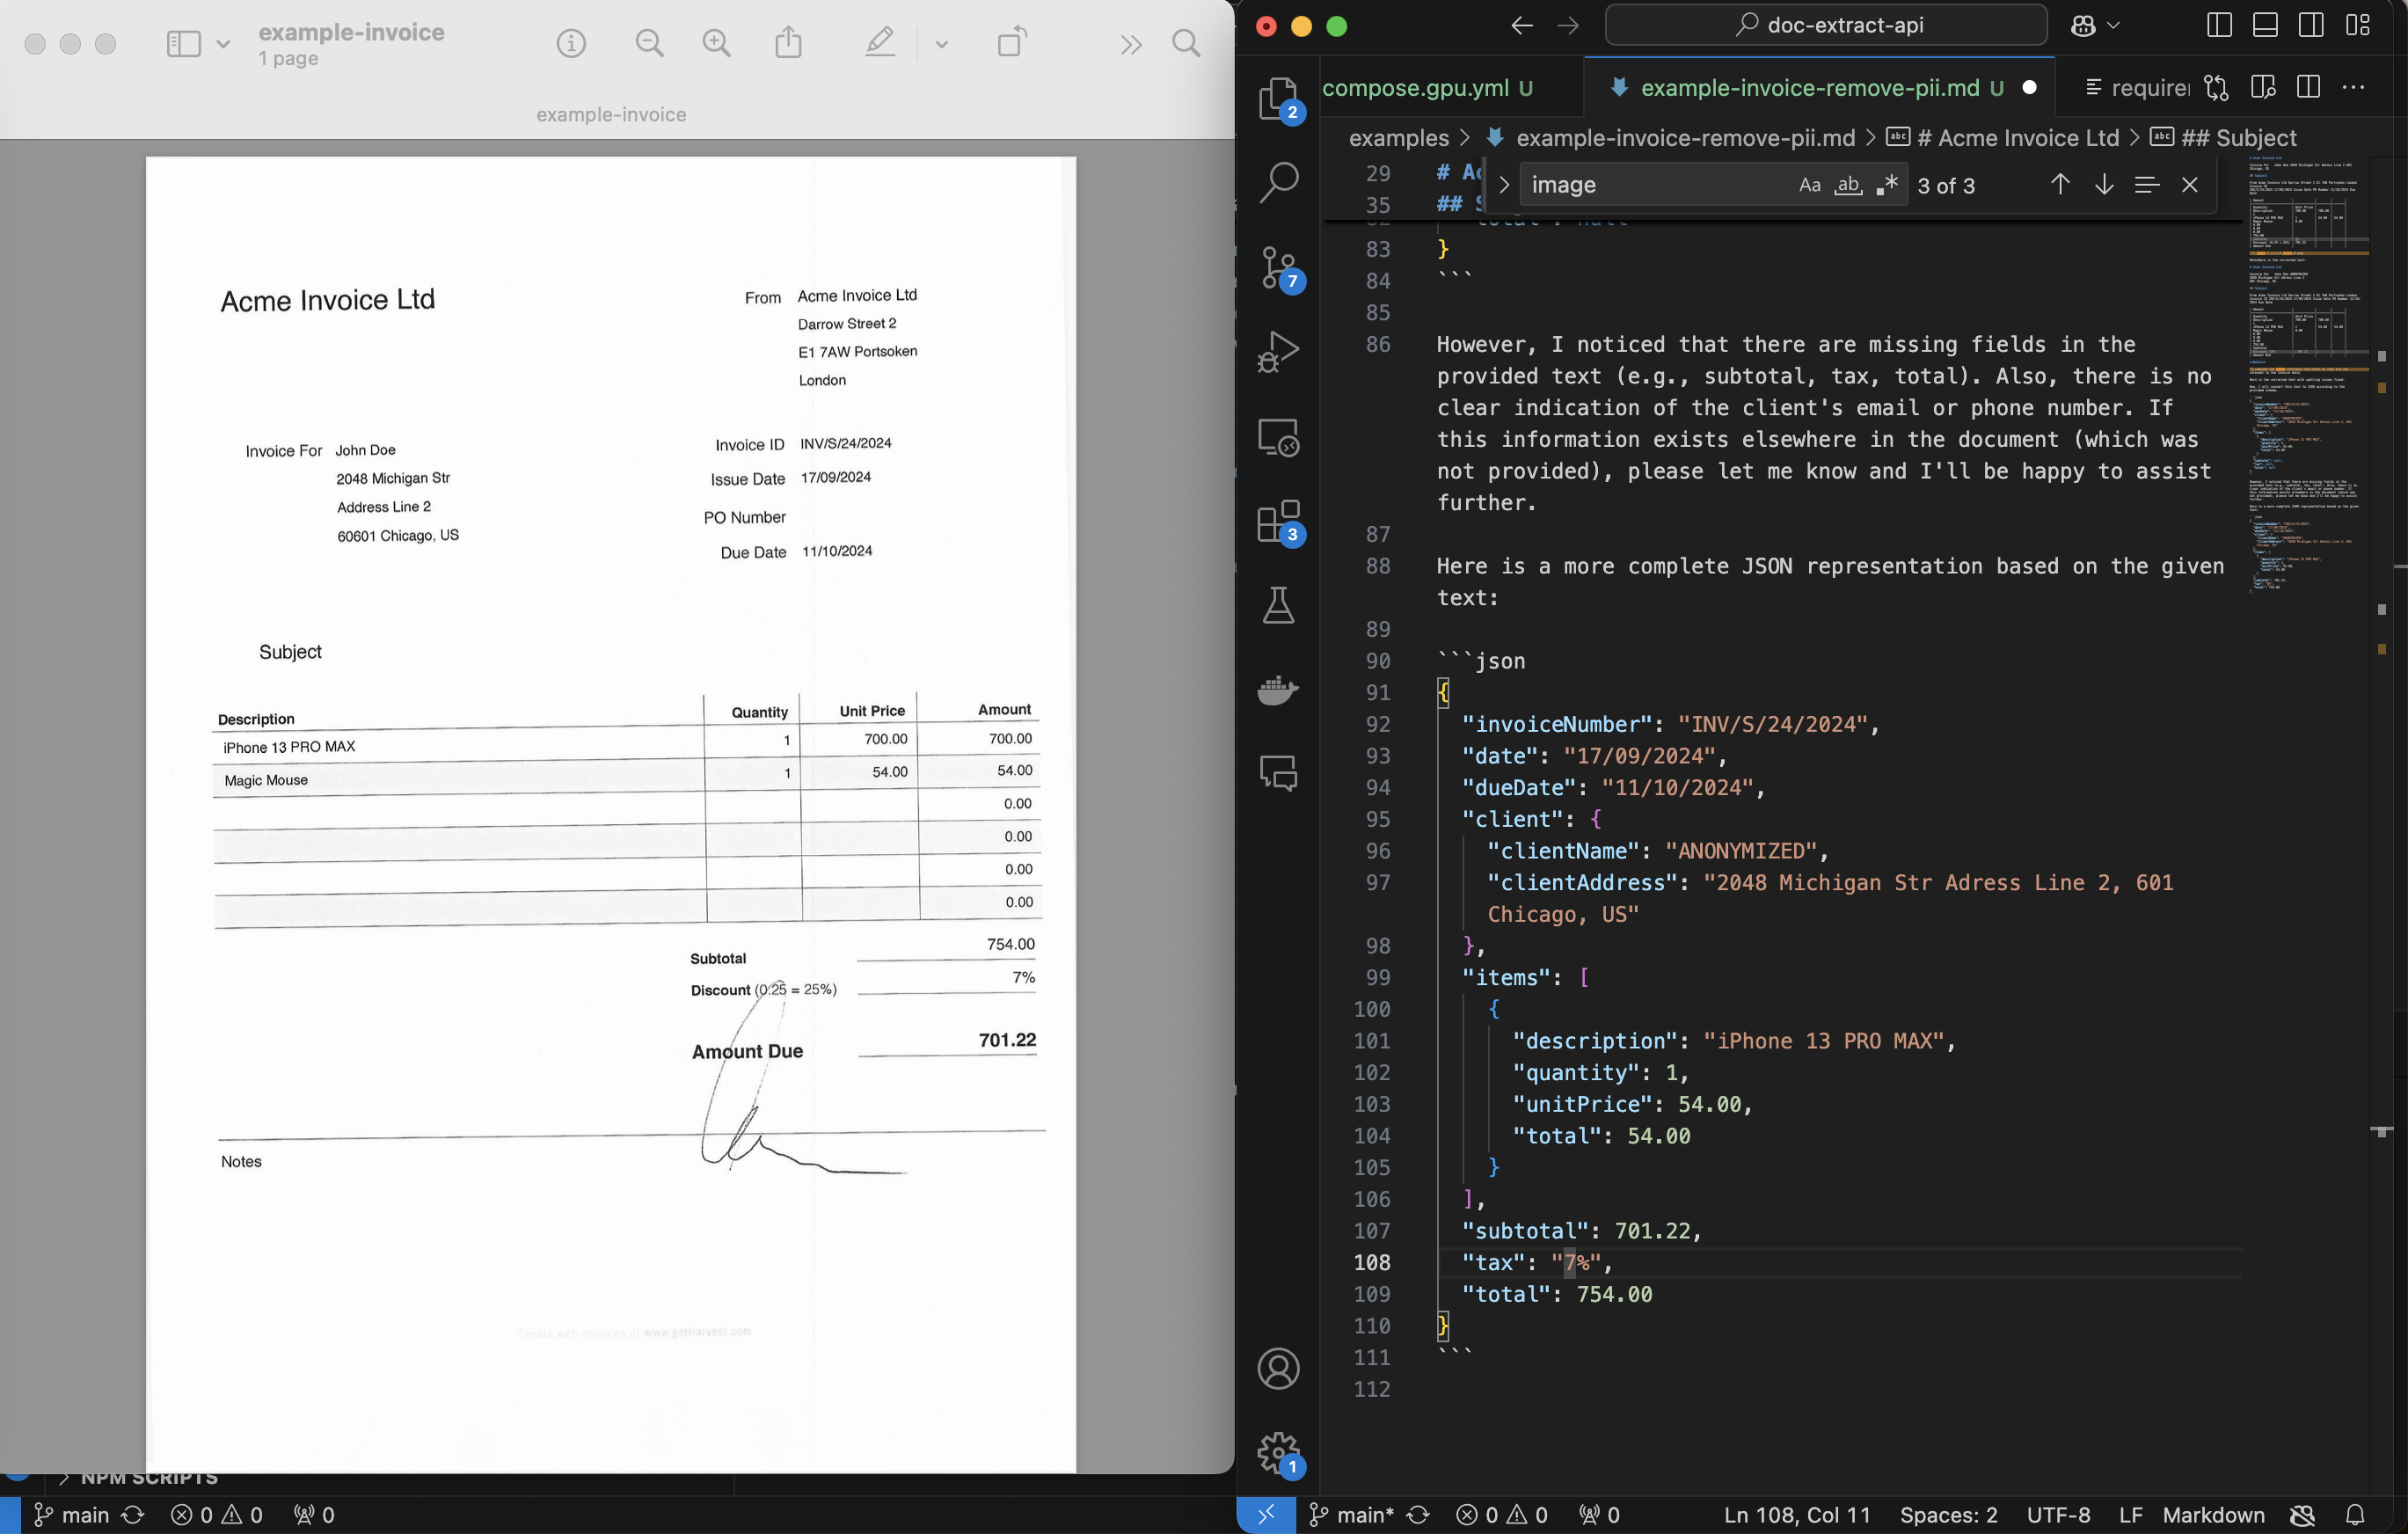 example-invoice
1 page
example-invoice
Acme Invoice Ltd
From Acme Invoice Ltd
Darrow Street 2
E1 7AW Portsoken
London
Invoice For John Doe
2048 Michigan Str
Address Line 2
60601 Chicago, US
Invoice ID INV/S/24/2024
Issue Date 17/09/2024
PO Number
Due Date 11/10/2024
Subject
Description Quantity Unit Price Amount
iPhone 13 PRO MAX 1 700.00 700.00
Magic Mouse 1 54.00 54.00
0.00
0.00
0.00
0.00
Subtotal 754.00
Discount (0.25 = 25%) 7%
Amount Due 701.22
Notes
Create web invoices at www.getHarvest.com
NPM SCRIPTS
main 0 0 0
doc-extract-api
compose.gpu.yml U
example-invoice-remove-pii.md U
require
examples > example-invoice-remove-pii.md > # Acme Invoice Ltd > ## Subject
image Aa ab .* 3 of 3
29 # Ac
35 ## S
83 }
84 ```
85
86 However, I noticed that there are missing fields in the
provided text (e.g., subtotal, tax, total). Also, there is no
clear indication of the client's email or phone number. If
this information exists elsewhere in the document (which was
not provided), please let me know and I'll be happy to assist
further.
87
88 Here is a more complete JSON representation based on the given
text:
89
90 ```json
91 {
92 "invoiceNumber": "INV/S/24/2024",
93 "date": "17/09/2024",
94 "dueDate": "11/10/2024",
95 "client": {
96 "clientName": "ANONYMIZED",
97 "clientAddress": "2048 Michigan Str Adress Line 2, 601
Chicago, US"
98 },
99 "items": [
100 {
101 "description": "iPhone 13 PRO MAX",
102 "quantity": 1,
103 "unitPrice": 54.00,
104 "total": 54.00
105 }
106 ],
107 "subtotal": 701.22,
108 "tax": "7%",
109 "total": 754.00
110 }
111 ```
112
2
7
3
1
main* 0 0 0 Ln 108, Col 11 Spaces: 2 UTF-8 LF Markdown